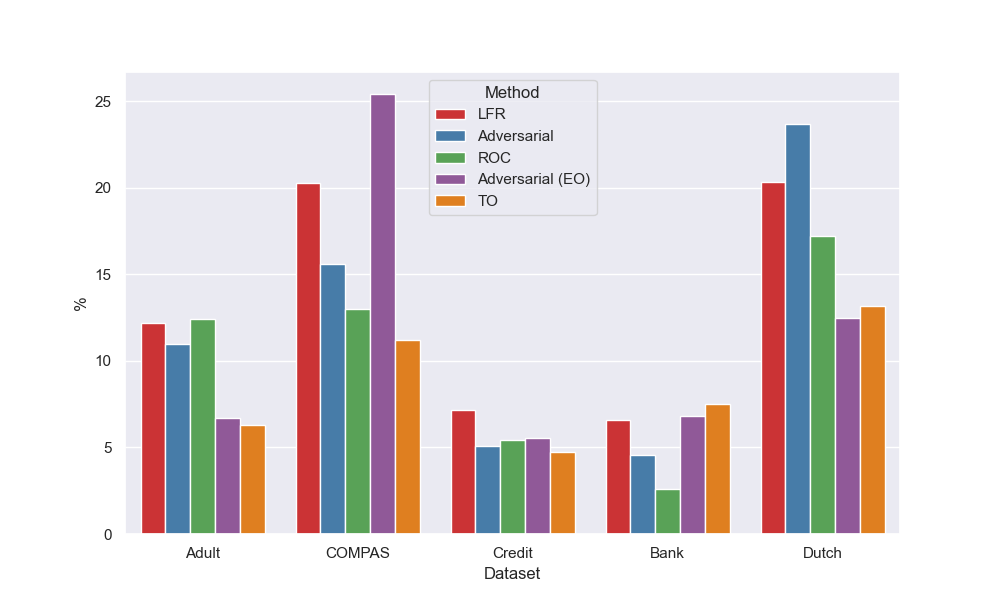 Method
LFR
Adversarial
ROC
Adversarial (EO)
TO
%
25
20
15
10
5
0
Adult COMPAS Credit Bank Dutch
Dataset